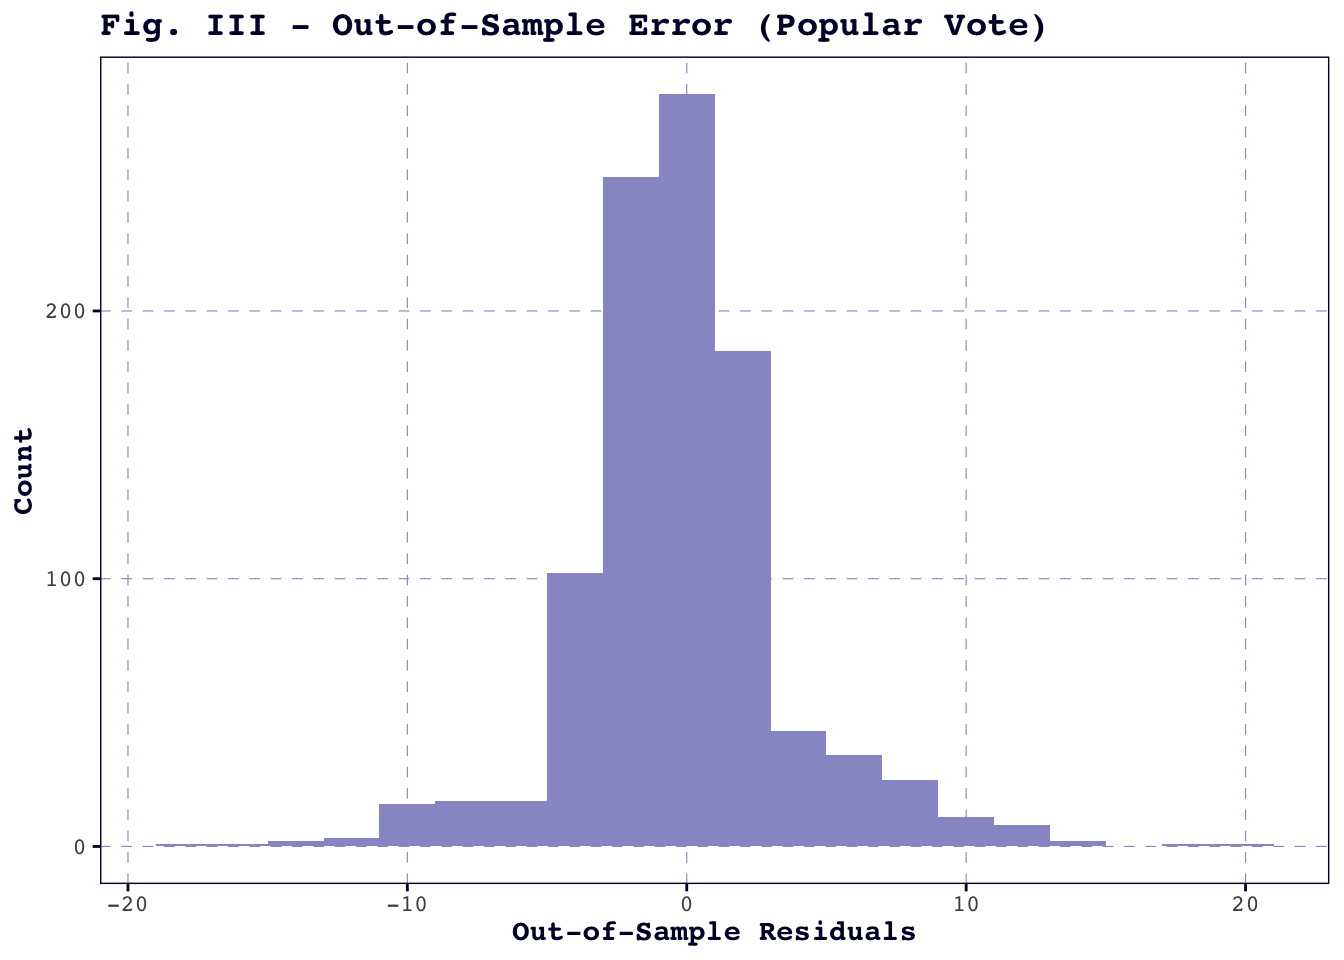 Fig. III - Out-of-Sample Error (Popular Vote)
Count
200
100
0
-20 -10 0 10 20
Out-of-Sample Residuals